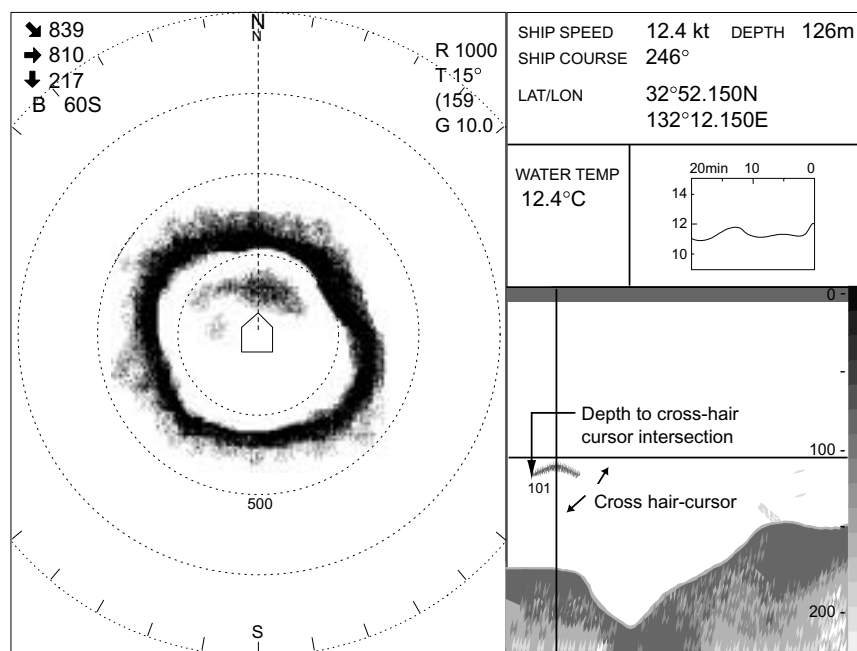 839
810
217
B 60S
N
N
R 1000
T 15°
(159
G 10.0
500
S
SHIP SPEED 12.4 kt DEPTH 126m
SHIP COURSE 246°
LAT/LON 32°52.150N
132°12.150E
WATER TEMP
12.4°C
20min 10 0
14
12
10
0
Depth to cross-hair
cursor intersection
100
101
Cross hair-cursor
200